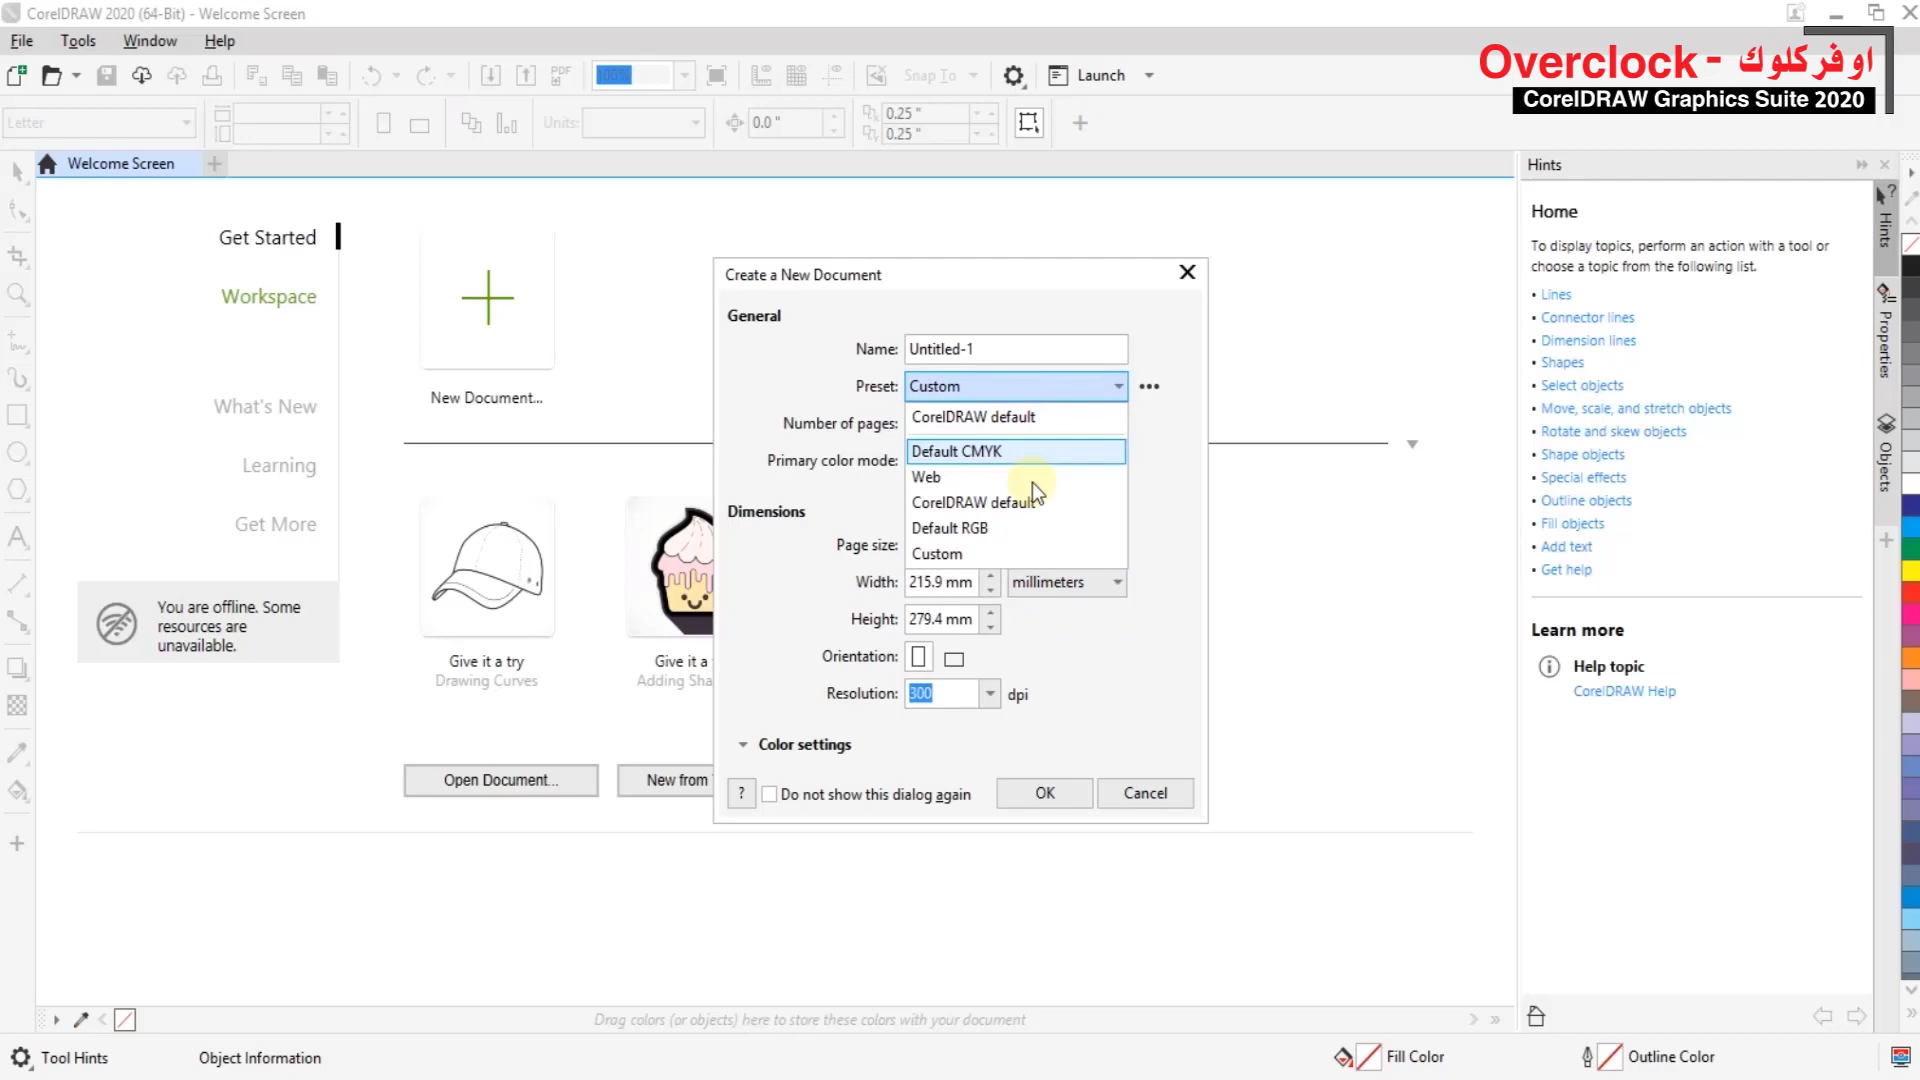 CorelDRAW 2020 (64-Bit) - Welcome Screen
File Tools Window Help
PDF
100%
Snap To
Launch
Overclock - اوفركلوك
CorelDRAW Graphics Suite 2020
Letter
Units:
0.0 "
0.25 "
0.25 "
Welcome Screen
Hints
Get Started
Workspace
What's New
Learning
Get More
You are offline. Some
resources are
unavailable.
New Document...
Give it a try
Drawing Curves
Give it a
Adding Sha
Open Document...
New from
Create a New Document
General
Name: Untitled-1
Preset: Custom
Number of pages:
Primary color mode:
CorelDRAW default
Default CMYK
Web
CorelDRAW default
Default RGB
Custom
Dimensions
Page size:
Width: 215.9 mm millimeters
Height: 279.4 mm
Orientation:
Resolution: 300 dpi
Color settings
? Do not show this dialog again OK Cancel
Home
To display topics, perform an action with a tool or
choose a topic from the following list.
• Lines
• Connector lines
• Dimension lines
• Shapes
• Select objects
• Move, scale, and stretch objects
• Rotate and skew objects
• Shape objects
• Special effects
• Outline objects
• Fill objects
• Add text
• Get help
Learn more
Help topic
CorelDRAW Help
Hints
Properties
Objects
Drag colors (or objects) here to store these colors with your document
Tool Hints
Object Information
Fill Color
Outline Color